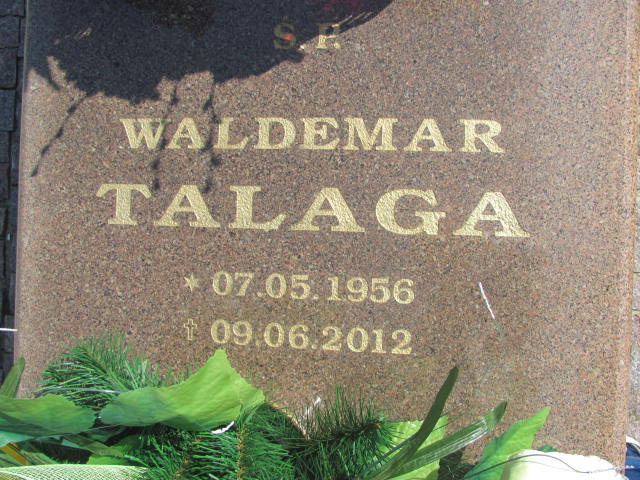 Ś. P.
WALDEMAR
TALAGA
* 07.05.1956
† 09.06.2012